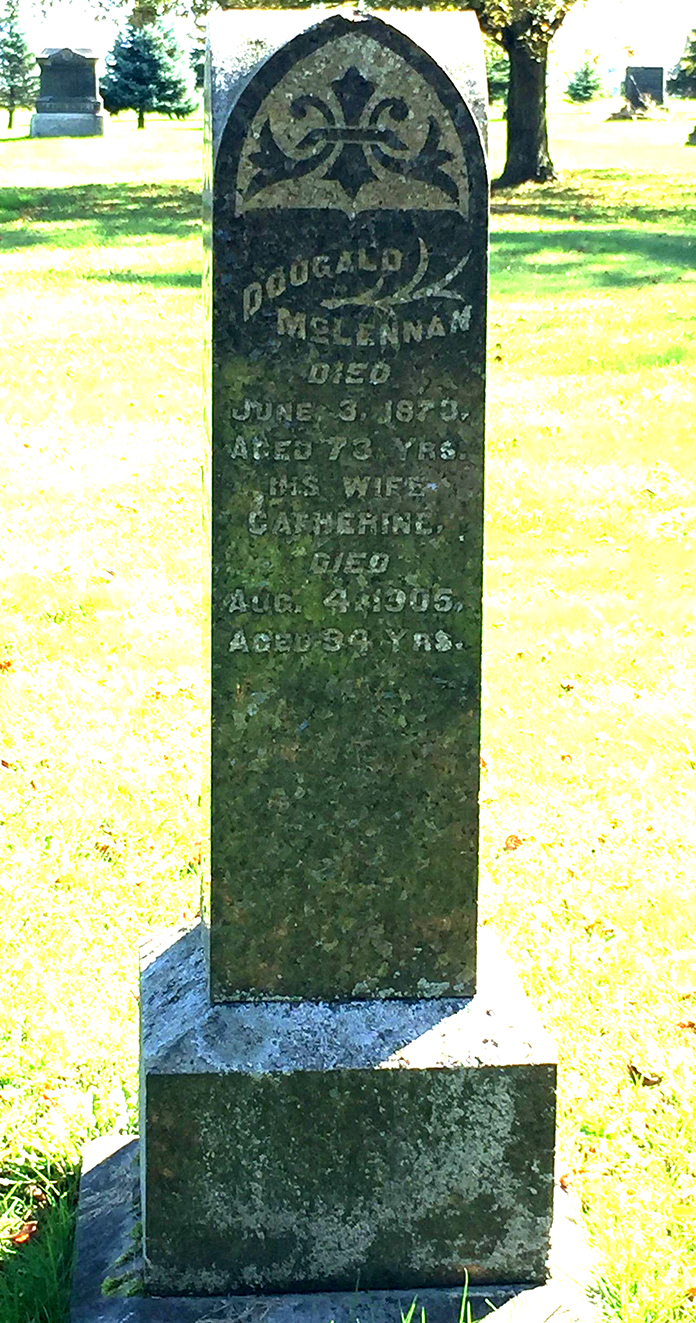 DOUGALD
McLENNAN
DIED
JUNE 3, 1873,
AGED 73 YRS.
HIS WIFE
CATHERINE,
DIED
AUG. 4, 1905,
AGED 94 YRS.